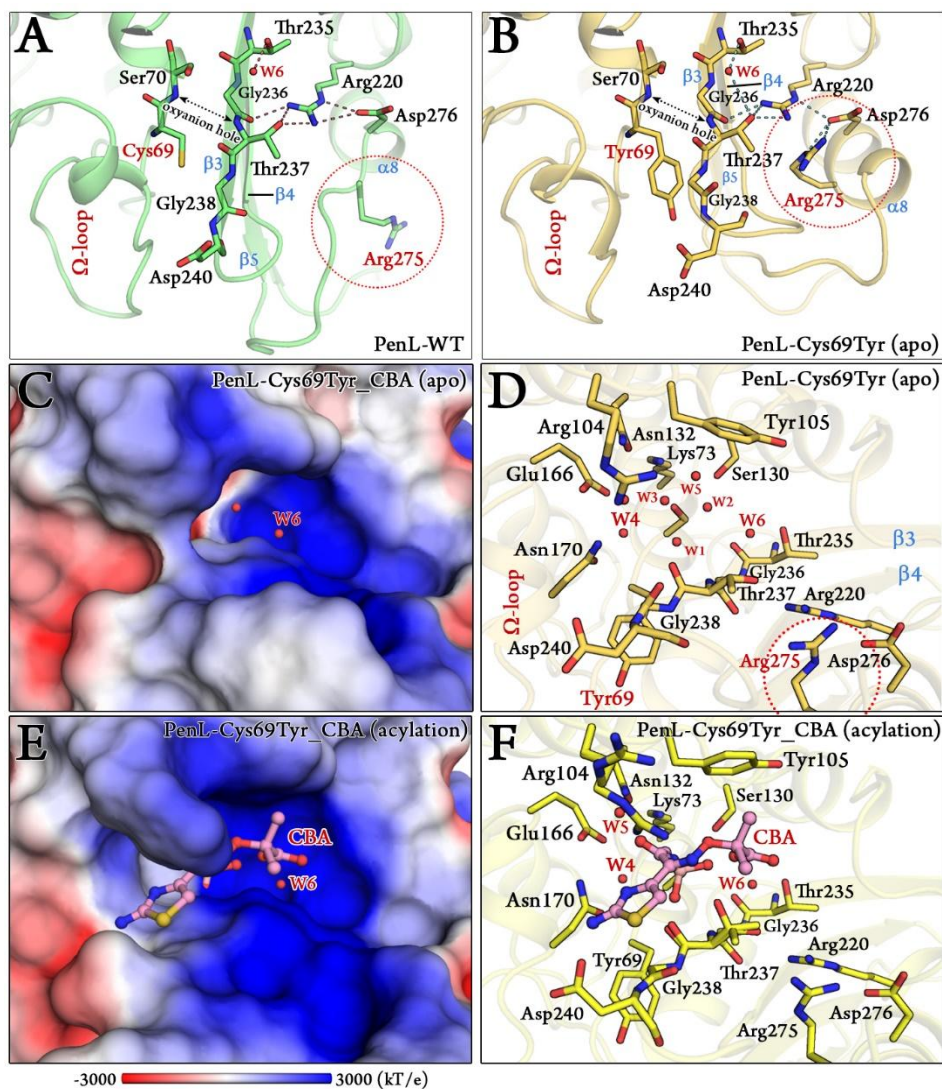 A
Thr235
W6
Ser70
Gly236
Arg220
oxyanion hole
Asp276
Cys69
Thr237
β3
α8
β4
Gly238
Ω-loop
β5
Arg275
Asp240
PenL-WT
B
Thr235
β3
W6
β4
Ser70
Gly236
Arg220
oxyanion hole
Asp276
Tyr69
Thr237
β5
Gly238
Arg275
α8
Ω-loop
Asp240
PenL-Cys69Tyr (apo)
C
PenL-Cys69Tyr_CBA (apo)
W6
D
PenL-Cys69Tyr (apo)
Arg104
Asn132
Tyr105
Lys73
Glu166
Ser130
W5
W3
W2
W4
W6
Asn170
W1
Thr235
β3
Gly236
β4
Thr237
Arg220
Ω-loop
Gly238
Asp240
Arg275
Asp276
Tyr69
E
PenL-Cys69Tyr_CBA (acylation)
CBA
W6
F
PenL-Cys69Tyr_CBA (acylation)
Arg104
Asn132
Tyr105
Lys73
Ser130
Glu166
W5
CBA
W4
W6
Asn170
Thr235
Gly236
Tyr69
Arg220
Thr237
Gly238
Asp240
Arg275
Asp276
-3000
3000 (kT/e)